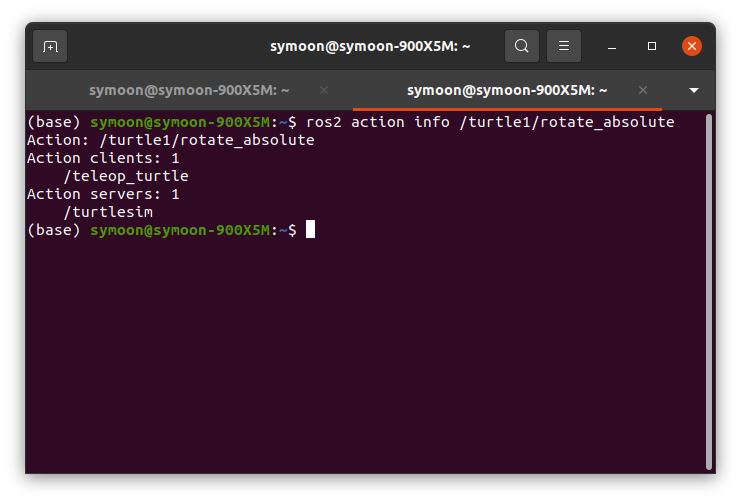 symoon@symoon-900X5M: ~
symoon@symoon-900X5M: ~
symoon@symoon-900X5M: ~
(base) symoon@symoon-900X5M:~$ ros2 action info /turtle1/rotate_absolute
Action: /turtle1/rotate_absolute
Action clients: 1
    /teleop_turtle
Action servers: 1
    /turtlesim
(base) symoon@symoon-900X5M:~$